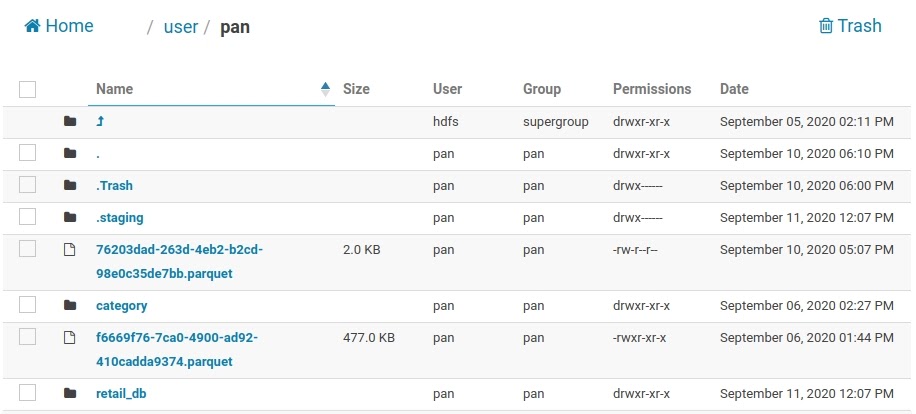 Home / user / pan Trash
Name Size User Group Permissions Date
hdfs supergroup drwxr-xr-x September 05, 2020 02:11 PM
. pan pan drwxr-xr-x September 10, 2020 06:10 PM
.Trash pan pan drwx------ September 10, 2020 06:00 PM
.staging pan pan drwx------ September 11, 2020 12:07 PM
76203dad-263d-4eb2-b2cd- 2.0 KB pan pan -rw-r--r-- September 10, 2020 05:07 PM
98e0c35de7bb.parquet
category pan pan drwxr-xr-x September 06, 2020 02:27 PM
f6669f76-7ca0-4900-ad92- 477.0 KB pan pan -rwxr-xr-x September 06, 2020 01:44 PM
410cadda9374.parquet
retail_db pan pan drwxr-xr-x September 11, 2020 12:07 PM